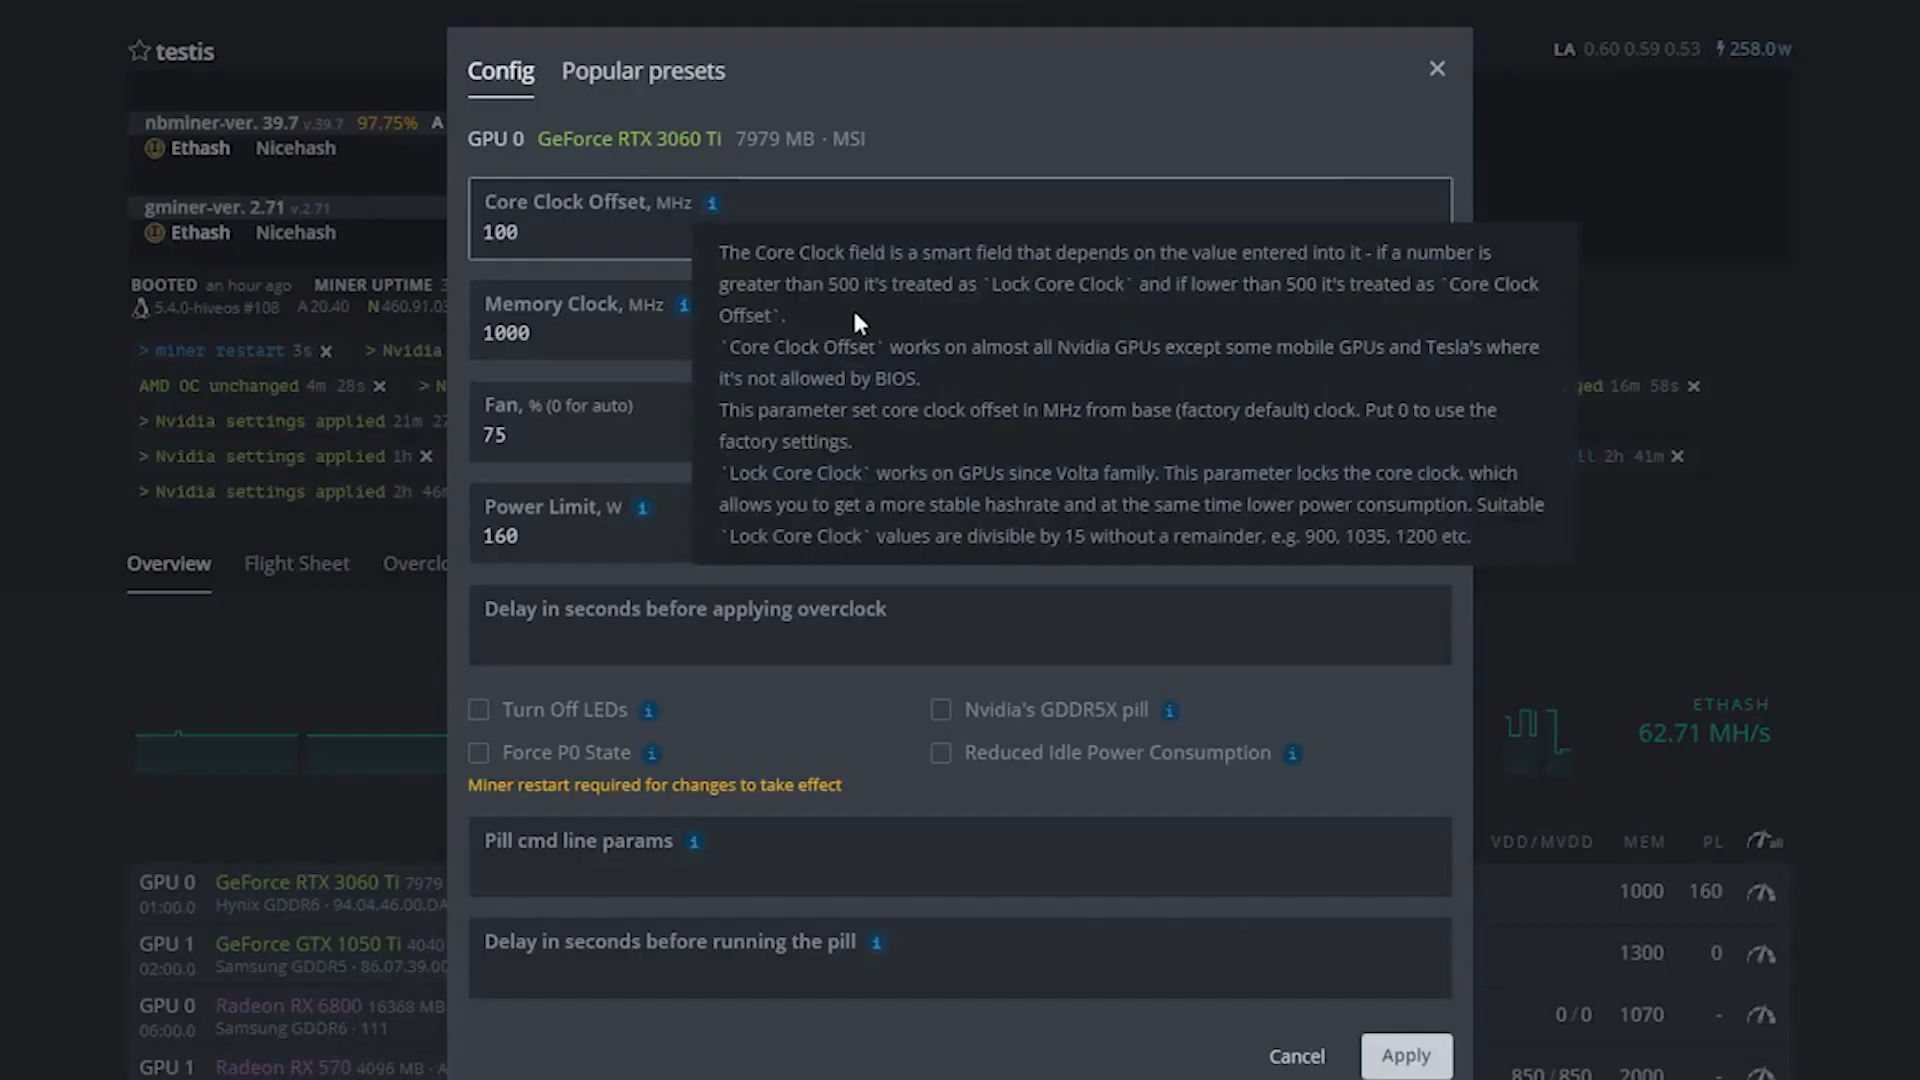 testis
LA 0.60 0.59 0.53 258.0 W
Config Popular presets
nbminer-ver. 39.7 v.39.7 97.75% A
Ethash Nicehash
GPU 0 GeForce RTX 3060 Ti 7979 MB · MSI
gminer-ver. 2.71 v.2.71
Ethash Nicehash
Core Clock Offset, MHz
100
The Core Clock field is a smart field that depends on the value entered into it - if a number is
greater than 500 it's treated as `Lock Core Clock` and if lower than 500 it's treated as `Core Clock
Offset`.
`Core Clock Offset` works on almost all Nvidia GPUs except some mobile GPUs and Tesla's where
it's not allowed by BIOS.
This parameter set core clock offset in MHz from base (factory default) clock. Put 0 to use the
factory settings.
`Lock Core Clock` works on GPUs since Volta family. This parameter locks the core clock, which
allows you to get a more stable hashrate and at the same time lower power consumption. Suitable
`Lock Core Clock` values are divisible by 15 without a remainder, e.g. 900, 1035, 1200 etc.
BOOTED an hour ago MINER UPTIME
5.4.0-hiveos #108 A 20.40 N 460.91.03
Memory Clock, MHz
1000
> miner restart 3s > Nvidia
AMD OC unchanged 4m 28s > N
ged 16m 58s
Fan, % (0 for auto)
75
> Nvidia settings applied 21m 27
> Nvidia settings applied 1h
ll 2h 41m
> Nvidia settings applied 2h 46m
Power Limit, W
160
Overview Flight Sheet Overclo
Delay in seconds before applying overclock
Turn Off LEDs
Nvidia's GDDR5X pill
Force P0 State
Reduced Idle Power Consumption
Miner restart required for changes to take effect
ETHASH
62.71 MH/s
Pill cmd line params
VDD/MVDD MEM PL all
GPU 0 GeForce RTX 3060 Ti 7979
01:00.0 Hynix GDDR6 · 94.04.46.00.DA
1000 160
Delay in seconds before running the pill
GPU 1 GeForce GTX 1050 Ti 4040
02:00.0 Samsung GDDR5 · 86.07.39.00
1300 0
GPU 0 Radeon RX 6800 16368 MB
06:00.0 Samsung GDDR6 · 111
0/0 1070 -
Cancel Apply
GPU 1 Radeon RX 570 4096 MB · A
850/850 2000 -